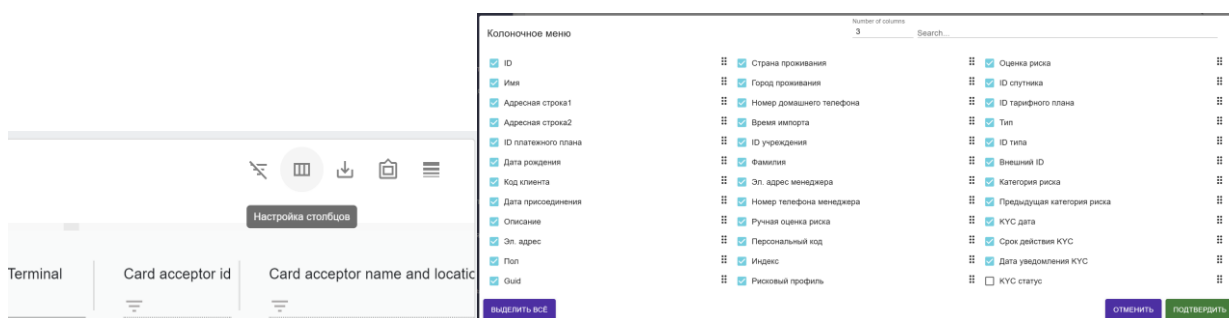 Настройка столбцов
Terminal
Card acceptor id
Card acceptor name and locatic
Колоночное меню
Number of columns
3
Search...
ID
Страна проживания
Оценка риска
Имя
Город проживания
ID спутника
Адресная строка1
Номер домашнего телефона
ID тарифного плана
Адресная строка2
Время импорта
Тип
ID платежного плана
ID учреждения
ID типа
Дата рождения
Фамилия
Внешний ID
Код клиента
Эл. адрес менеджера
Категория риска
Дата присоединения
Номер телефона менеджера
Предыдущая категория риска
Описание
Ручная оценка риска
KYC дата
Эл. адрес
Персональный код
Срок действия KYC
Пол
Индекс
Дата уведомления KYC
Guid
Рисковый профиль
KYC статус
ВЫДЕЛИТЬ ВСЁ
ОТМЕНИТЬ
ПОДТВЕРДИТЬ